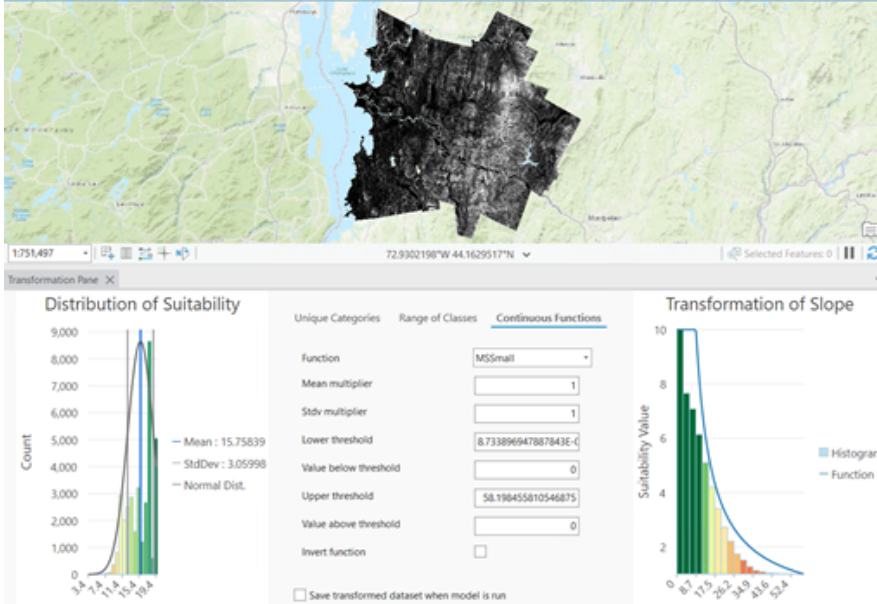 1:751,497
72.9302198°W 44.1629517°N
Selected Features: 0
Transformation Pane
Distribution of Suitability
9,000
8,000
7,000
6,000
5,000
4,000
3,000
2,000
1,000
0
Count
3.4
7.4
11.4
15.4
19.4
Mean : 15.75839
StdDev : 3.05998
Normal Dist.
Unique Categories Range of Classes Continuous Functions
Function MSSmall
Mean multiplier 1
Stdv multiplier 1
Lower threshold 8.733896947887843E-0
Value below threshold 0
Upper threshold 58.198455810546875
Value above threshold 0
Invert function
Save transformed dataset when model is run
Transformation of Slope
10
8
6
4
2
Suitability Value
0
8.7
17.5
26.2
34.9
43.6
52.4
Histogram
Function